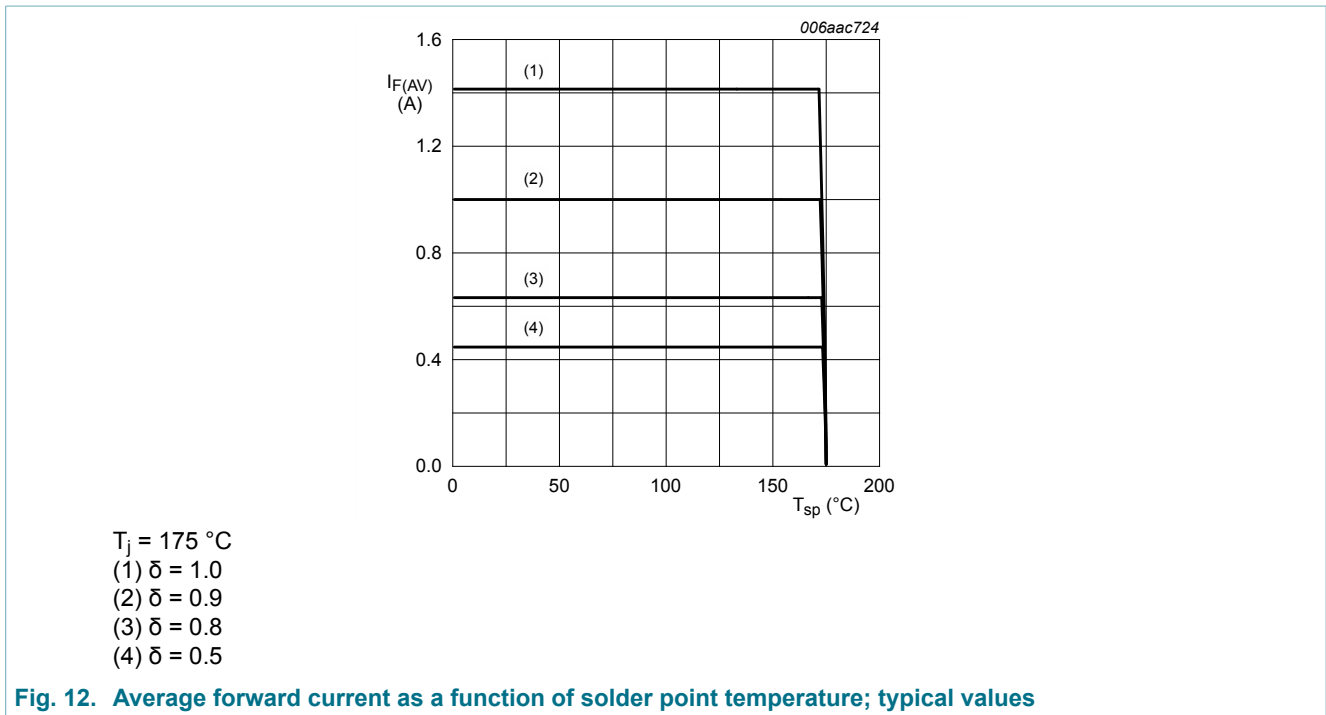 006aac724
1.6
I_F(AV)
(A)
(1)
1.2
(2)
0.8
(3)
(4)
0.4
0.0
0 50 100 150 200
T_sp (°C)
T_j = 175 °C
(1) δ = 1.0
(2) δ = 0.9
(3) δ = 0.8
(4) δ = 0.5
Fig. 12. Average forward current as a function of solder point temperature; typical values